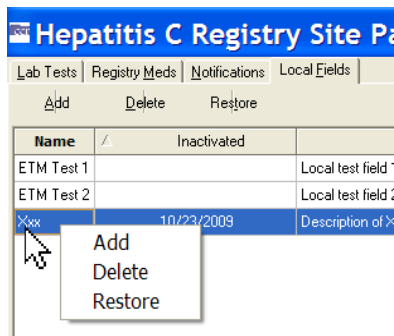 Hepatitis C Registry Site Pa
Lab Tests Registry Meds Notifications Local Fields
Add Delete Restore
Name Inactivated
ETM Test 1 Local test field 1
ETM Test 2 Local test field 2
Xxx 10/23/2009 Description of X
Add
Delete
Restore